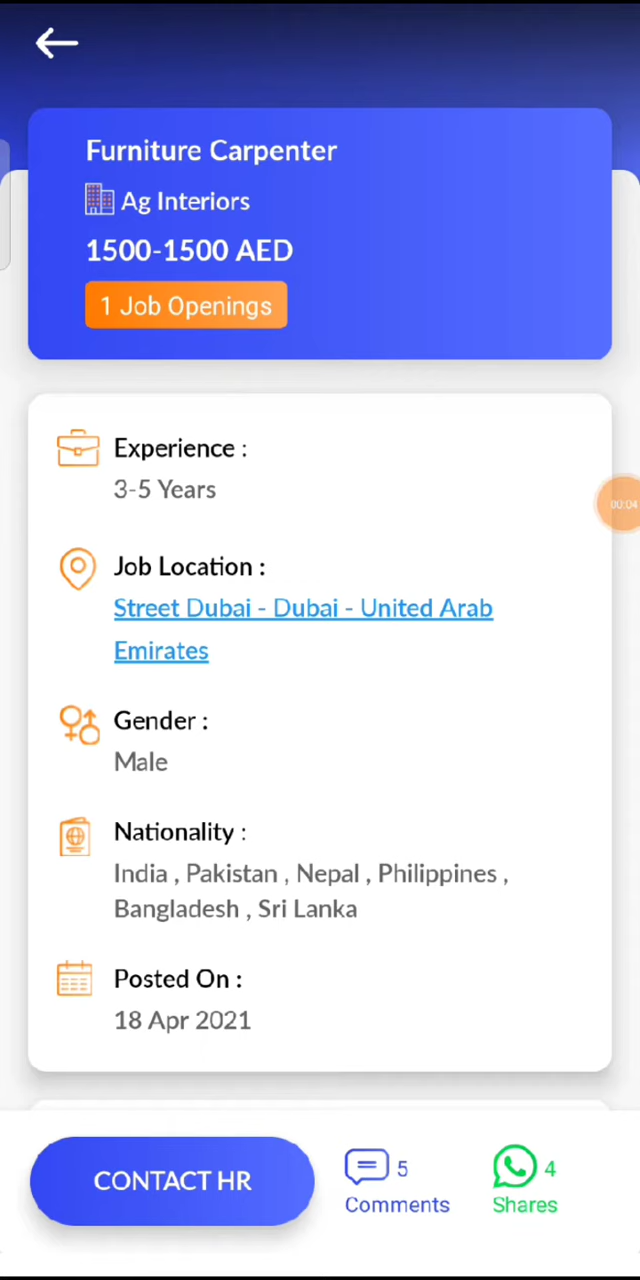 Furniture Carpenter
Ag Interiors
1500-1500 AED
1 Job Openings
Experience :
3-5 Years
00:04
Job Location :
Street Dubai - Dubai - United Arab
Emirates
Gender :
Male
Nationality :
India , Pakistan , Nepal , Philippines ,
Bangladesh , Sri Lanka
Posted On :
18 Apr 2021
CONTACT HR
5
Comments
4
Shares